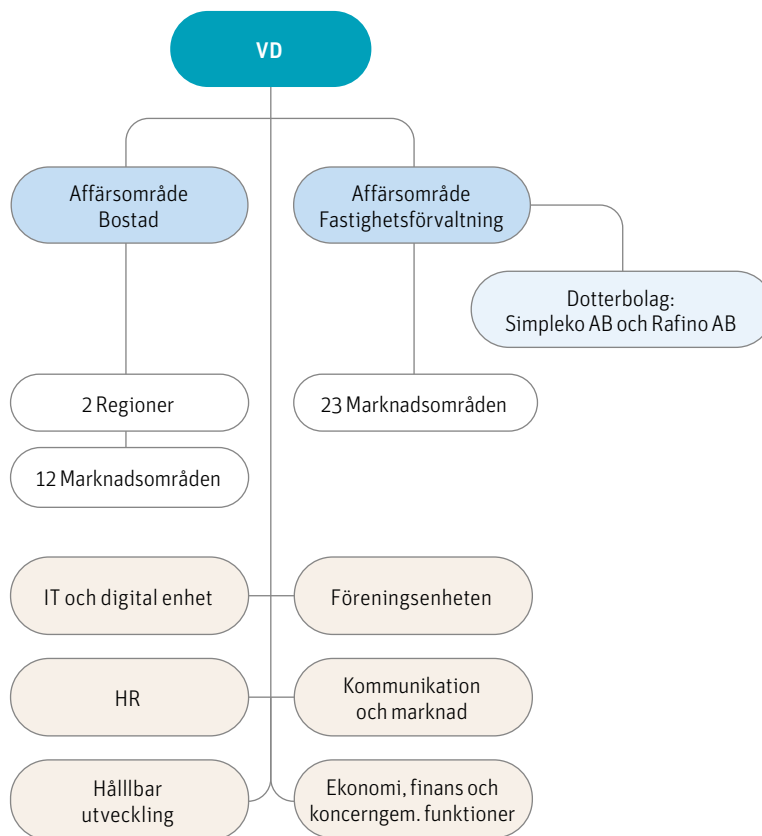 VD
Affärsområde
Bostad
Affärsområde
Fastighetsförvaltning
Dotterbolag:
Simpleko AB och Rafino AB
2 Regioner
23 Marknadsområden
12 Marknadsområden
IT och digital enhet
Föreningsenheten
HR
Kommunikation
och marknad
Hålllbar
utveckling
Ekonomi, finans och
koncerngem. funktioner